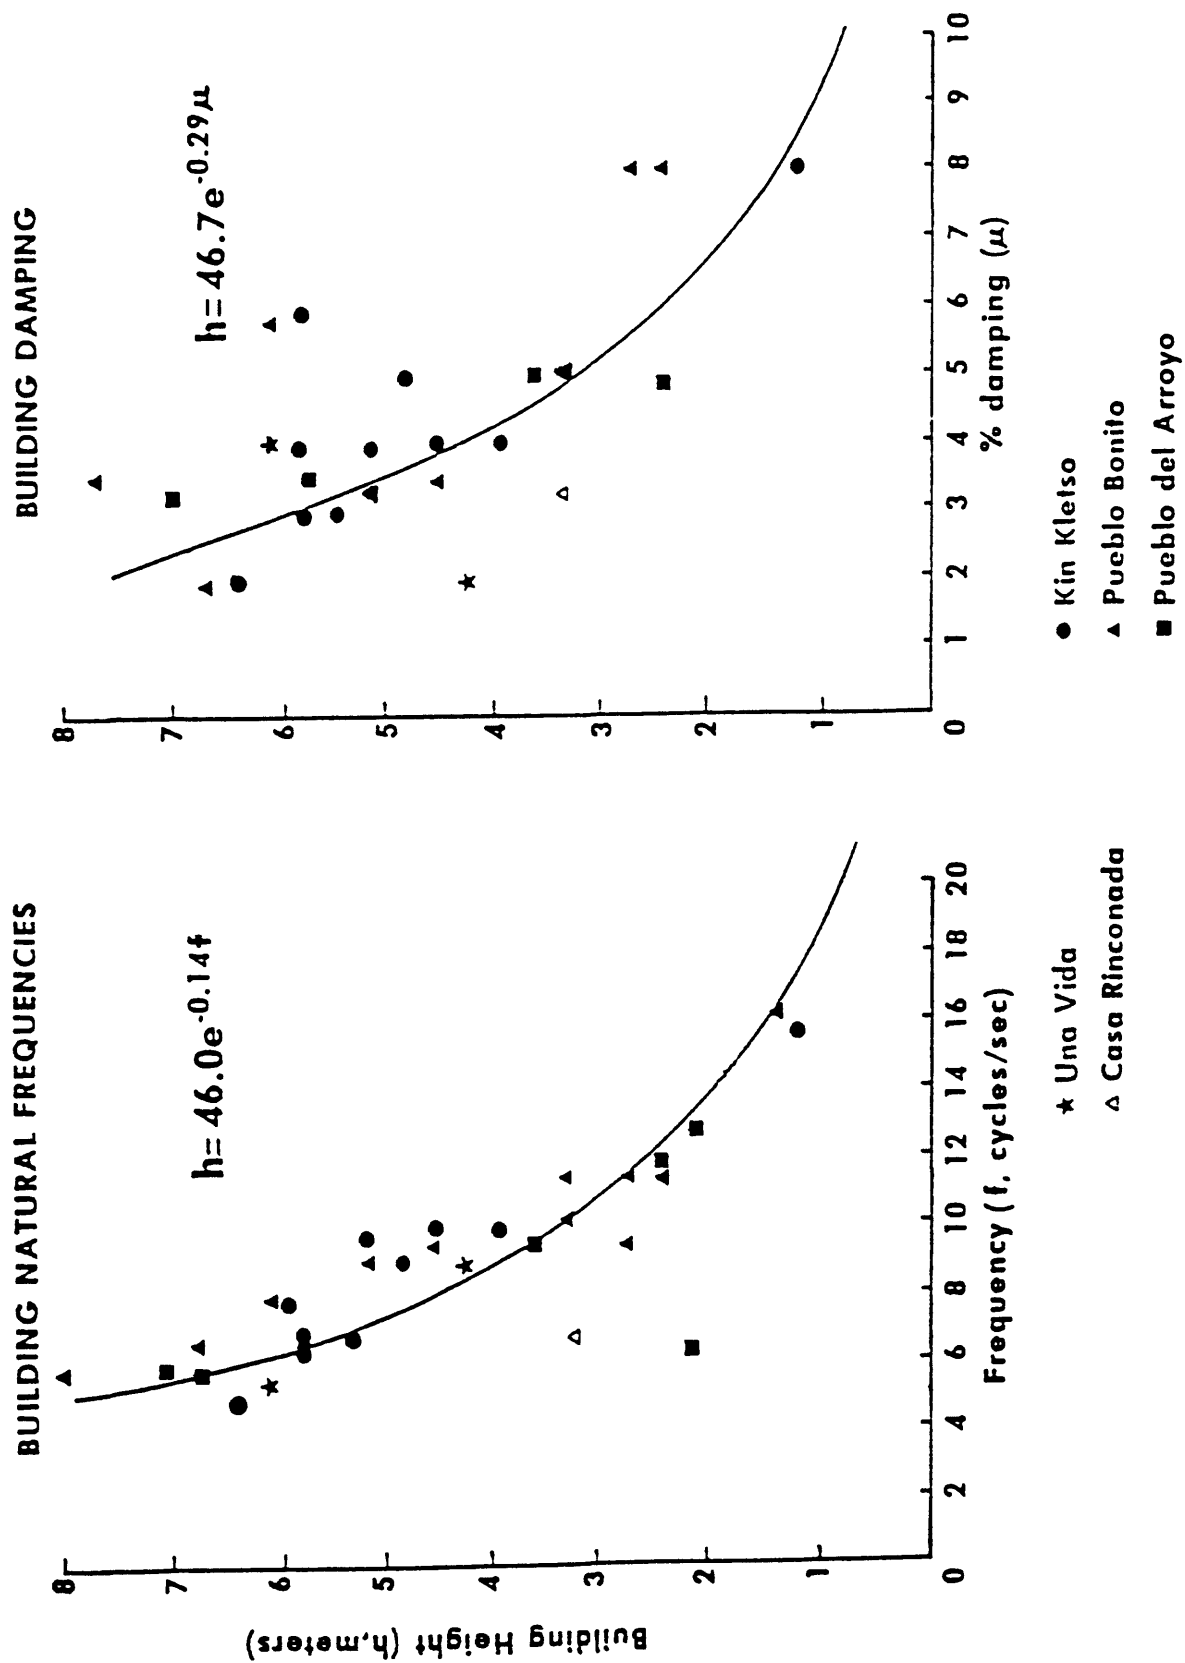 BUILDING NATURAL FREQUENCIES
h=46.0e-0.14f
Building Height (h,meters)
8
7
6
5
4
3
2
1
0 2 4 6 8 10 12 14 16 18 20
Frequency (f, cycles/sec)
BUILDING DAMPING
h=46.7e-0.29μ
8
7
6
5
4
3
2
1
0 1 2 3 4 5 6 7 8 9 10
% damping (μ)
★ Una Vida
△ Casa Rinconada
● Kin Kletso
▲ Pueblo Bonito
■ Pueblo del Arroyo